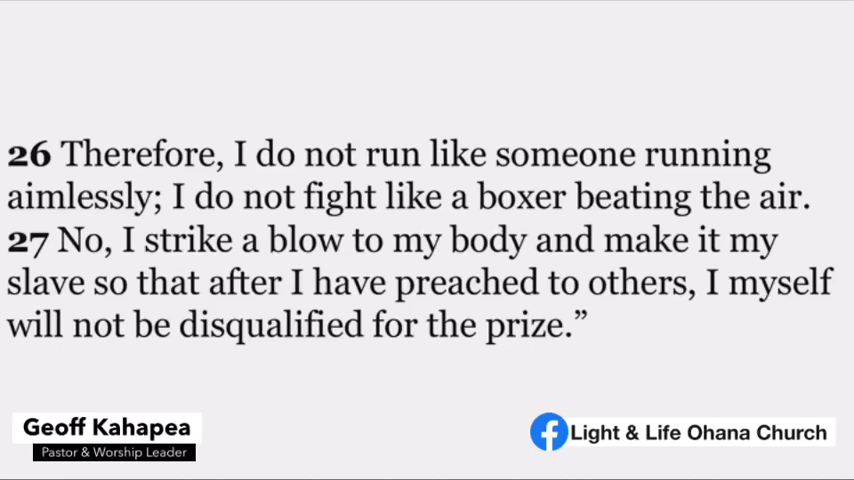 26 Therefore, I do not run like someone running
aimlessly; I do not fight like a boxer beating the air.
27 No, I strike a blow to my body and make it my
slave so that after I have preached to others, I myself
will not be disqualified for the prize.”
Geoff Kahapea
Pastor & Worship Leader
Light & Life Ohana Church